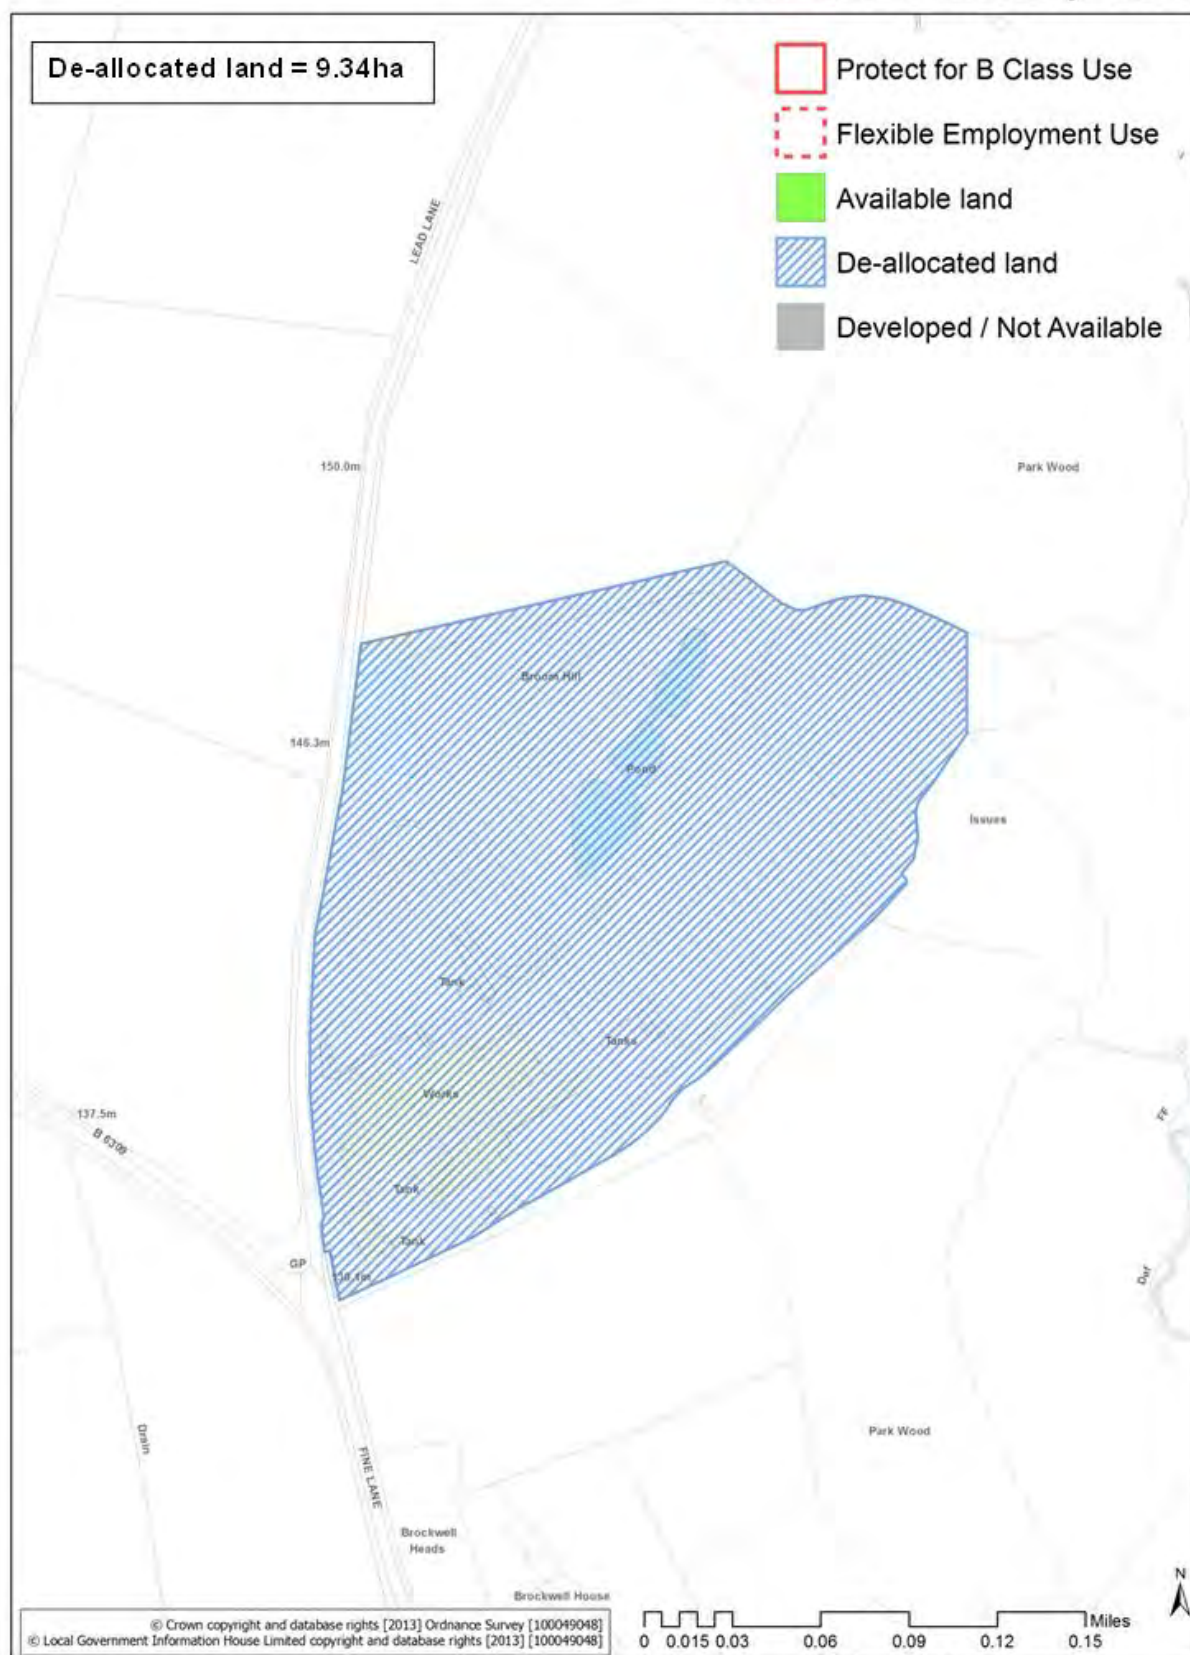 De-allocated land = 9.34ha
Protect for B Class Use
Flexible Employment Use
Available land
De-allocated land
Developed / Not Available
LEAD LANE
150.0m
Park Wood
Broom Hill
146.3m
Pond
Issues
Tank
Tanks
Works
137.5m
B 6309
FF
Tank
Tank
GP
Der
Park Wood
Drain
FINE LANE
Brockwell
Heads
Brockwell House
N
© Crown copyright and database rights [2013] Ordnance Survey [100049048]
© Local Government Information House Limited copyright and database rights [2013] [100049048]
Miles
0 0.015 0.03 0.06 0.09 0.12 0.15